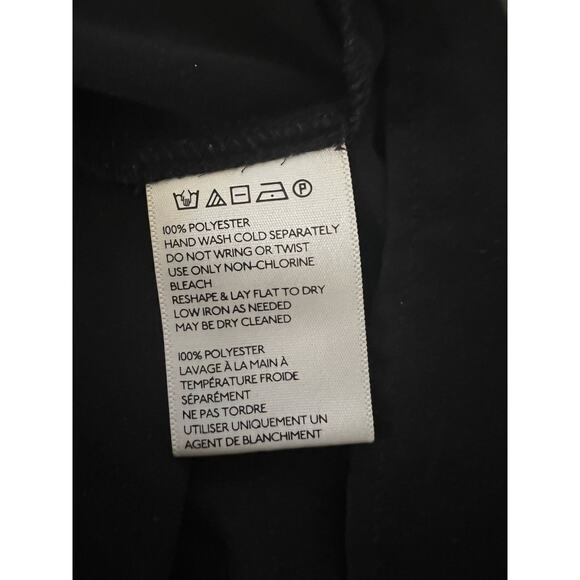 P
100% POLYESTER
HAND WASH COLD SEPARATELY
DO NOT WRING OR TWIST
USE ONLY NON-CHLORINE
BLEACH
RESHAPE & LAY FLAT TO DRY
LOW IRON AS NEEDED
MAY BE DRY CLEANED
100% POLYESTER
LAVAGE À LA MAIN À
TEMPÉRATURE FROIDE
SÉPARÉMENT
NE PAS TORDRE
UTILISER UNIQUEMENT UN
AGENT DE BLANCHIMENT